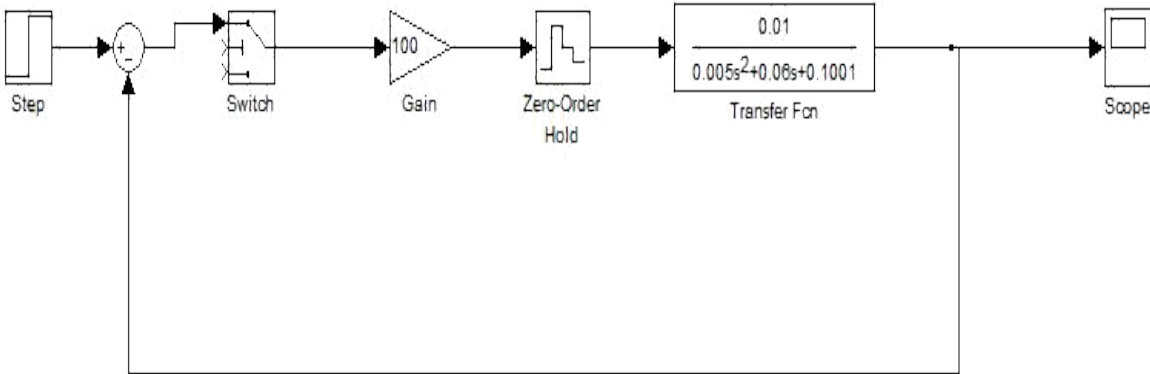 0.01
100
0.005s²+0.06s+0.1001
Step
Switch
Gain
Zero-Order
Hold
Transfer Fcn
Scope
+
−